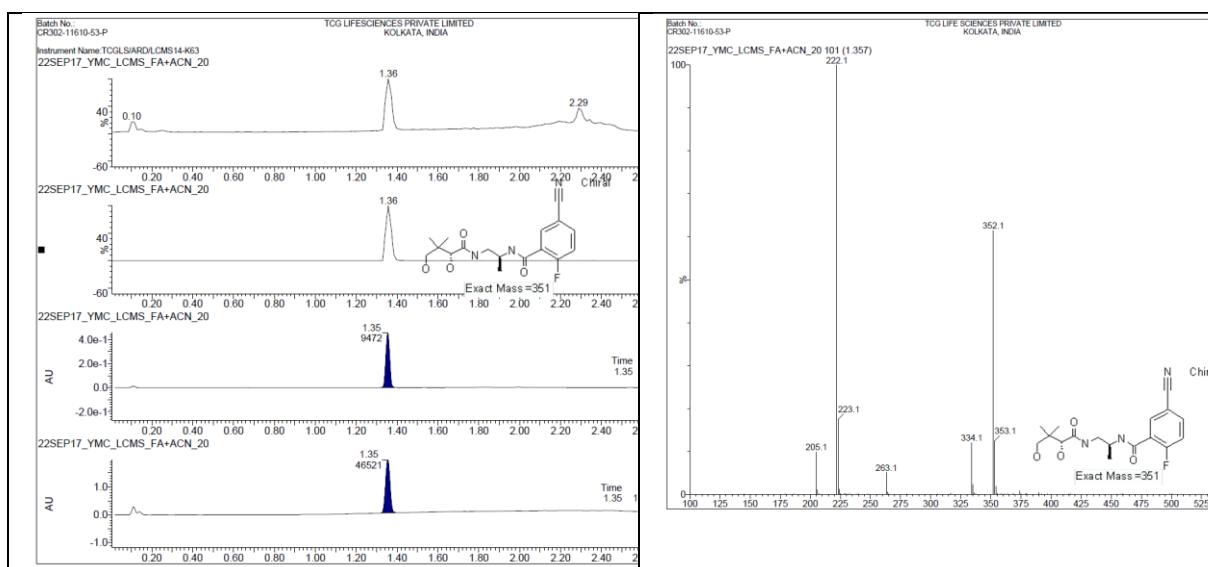 Batch No.: TCG LIFESCIENCES PRIVATE LIMITED
CR302-11610-53-P KOLKATA, INDIA
Instrument Name:TCGLS/ARD/LCMS14-K63
22SEP17_YMC_LCMS_FA+ACN_20
1.36
2.29
0.10
40
%
-60
0.20 0.40 0.60 0.80 1.00 1.20 1.40 1.60 1.80 2.00 2.20 2.40 2
22SEP17_YMC_LCMS_FA+ACN_20
1.36
40
%
-60
N Chiral
O
N
N
O
O
O
F
Exact Mass =351
0.20 0.40 0.60 0.80 1.00 1.20 1.40 1.60 1.80 2.00 2.20 2.40 2
22SEP17_YMC_LCMS_FA+ACN_20
1.35
9472
Time
1.35
4.0e-1
2.0e-1
0.0
-2.0e-1
AU
0.20 0.40 0.60 0.80 1.00 1.20 1.40 1.60 1.80 2.00 2.20 2.40 2
22SEP17_YMC_LCMS_FA+ACN_20
1.35
46521
Time
1.35 1
1.0
0.0
-1.0
AU
0.20 0.40 0.60 0.80 1.00 1.20 1.40 1.60 1.80 2.00 2.20 2.40 2
Batch No.: TCG LIFE SCIENCES PRIVATE LIMITED
CR302-11610-53-P KOLKATA, INDIA
22SEP17_YMC_LCMS_FA+ACN_20 101 (1.357)
100
222.1
352.1
%
223.1
205.1
263.1
334.1
353.1
0
N Chir
O
N
N
O
O
O
F
Exact Mass =351
100 125 150 175 200 225 250 275 300 325 350 375 400 425 450 475 500 525